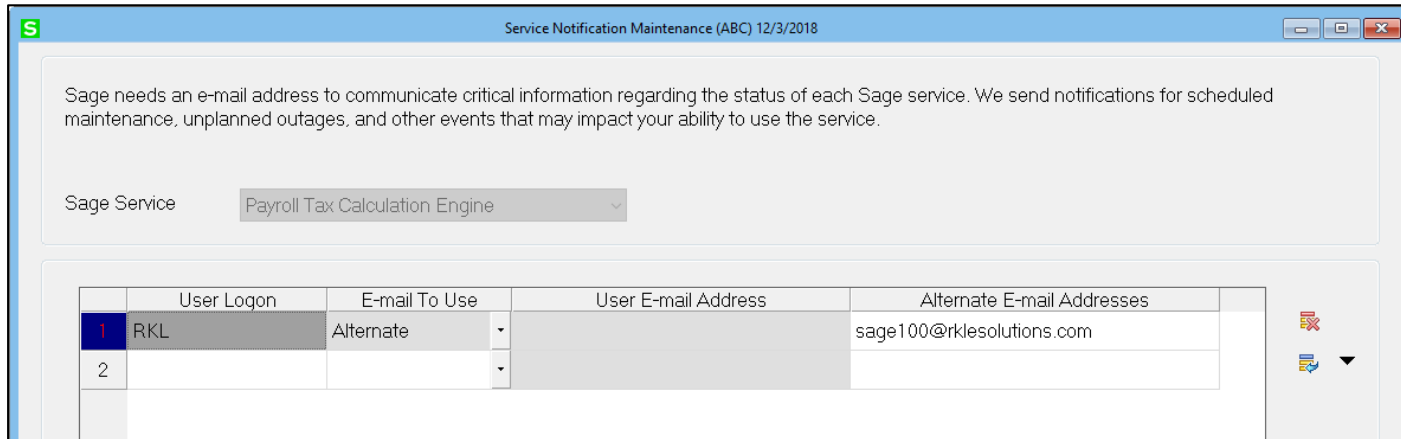 S
Service Notification Maintenance (ABC) 12/3/2018
Sage needs an e-mail address to communicate critical information regarding the status of each Sage service. We send notifications for scheduled
maintenance, unplanned outages, and other events that may impact your ability to use the service.
Sage Service Payroll Tax Calculation Engine
User Logon E-mail To Use User E-mail Address Alternate E-mail Addresses
1 RKL Alternate sage100@rklesolutions.com
2